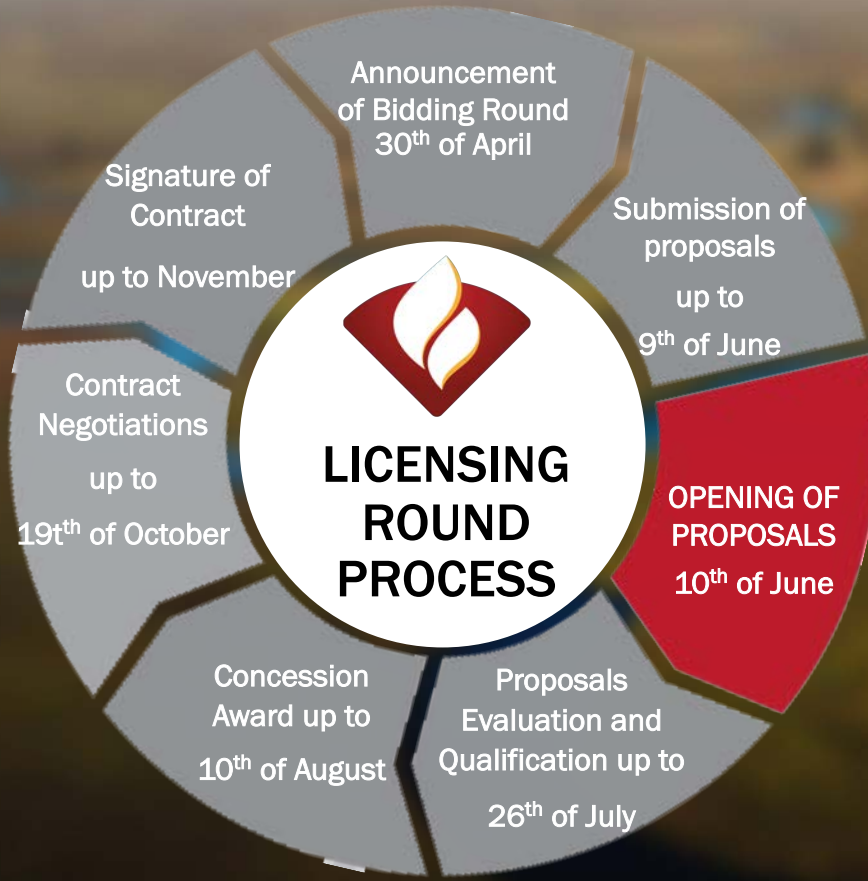 Announcement
of Bidding Round
30th of April
Submission of
proposals
up to
9th of June
OPENING OF
PROPOSALS
10th of June
Proposals
Evaluation and
Qualification up to
26th of July
Concession
Award up to
10th of August
Contract
Negotiations
up to
19tth of October
Signature of
Contract
up to November
LICENSING
ROUND
PROCESS